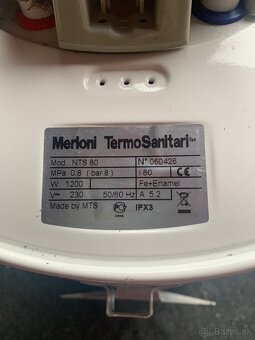 Merloni TermoSanitari
Mod. NTS 80 N° 060426
MPa 0.8 ( bar 8 ) l 80 CE
W 1200 Fe+Enamel
V~ 230 50/60 Hz A 5.2
Made by MTS IPX3
bazos.sk